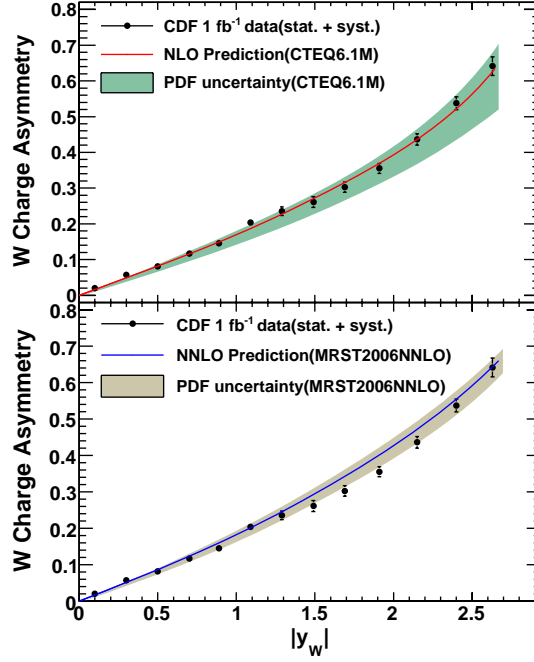 CDF 1 fb-1 data(stat. + syst.)
NLO Prediction(CTEQ6.1M)
PDF uncertainty(CTEQ6.1M)
W Charge Asymmetry
0.8
0.7
0.6
0.5
0.4
0.3
0.2
0.1
0
CDF 1 fb-1 data(stat. + syst.)
NNLO Prediction(MRST2006NNLO)
PDF uncertainty(MRST2006NNLO)
W Charge Asymmetry
0.8
0.7
0.6
0.5
0.4
0.3
0.2
0.1
0
0 0.5 1 1.5 2 2.5
|yW|